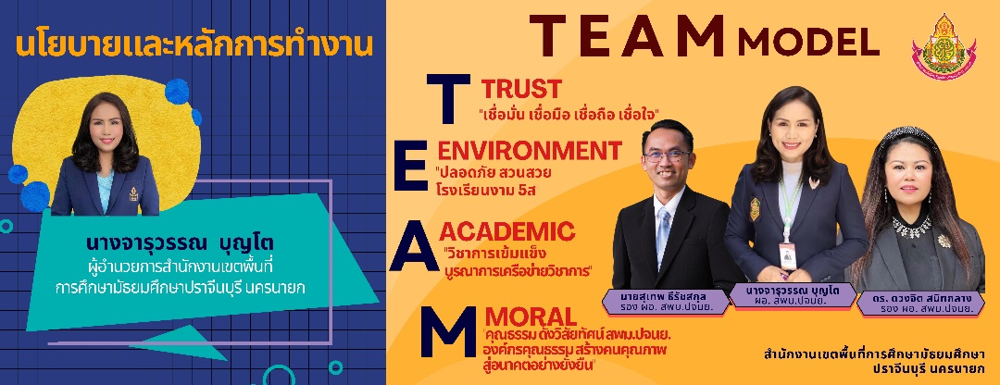 นโยบายและหลักการทำงาน
นางจารุวรรณ บุญโต
ผู้อำนวยการสำนักงานเขตพื้นที่
การศึกษามัธยมศึกษาปราจีนบุรี นครนายก
TEAM MODEL
T TRUST
"เชื่อมั่น เชื่อมือ เชื่อถือ เชื่อใจ"
E ENVIRONMENT
"ปลอดภัย สวนสวย
โรงเรียนงาม 5ส
A ACADEMIC
"วิชาการเข้มแข็ง
บูรณาการเครือข่ายวิชาการ"
M MORAL
"คุณธรรม ดั่งวิสัยทัศน์ สพม.ปจนย.
องค์กรคุณธรรม สร้างคนคุณภาพ
สู่อนาคตอย่างยั่งยืน"
นายสุเทพ ธีรัยสกุล
รอง ผอ. สพม.ปจนย.
นางจารุวรรณ บุญโต
ผอ. สพม.ปจนย.
ดร. ดวงจิต สนิทกลาง
รอง ผอ. สพม.ปจนย.
สำนักงานเขตพื้นที่การศึกษามัธยมศึกษา
ปราจีนบุรี นครนายก